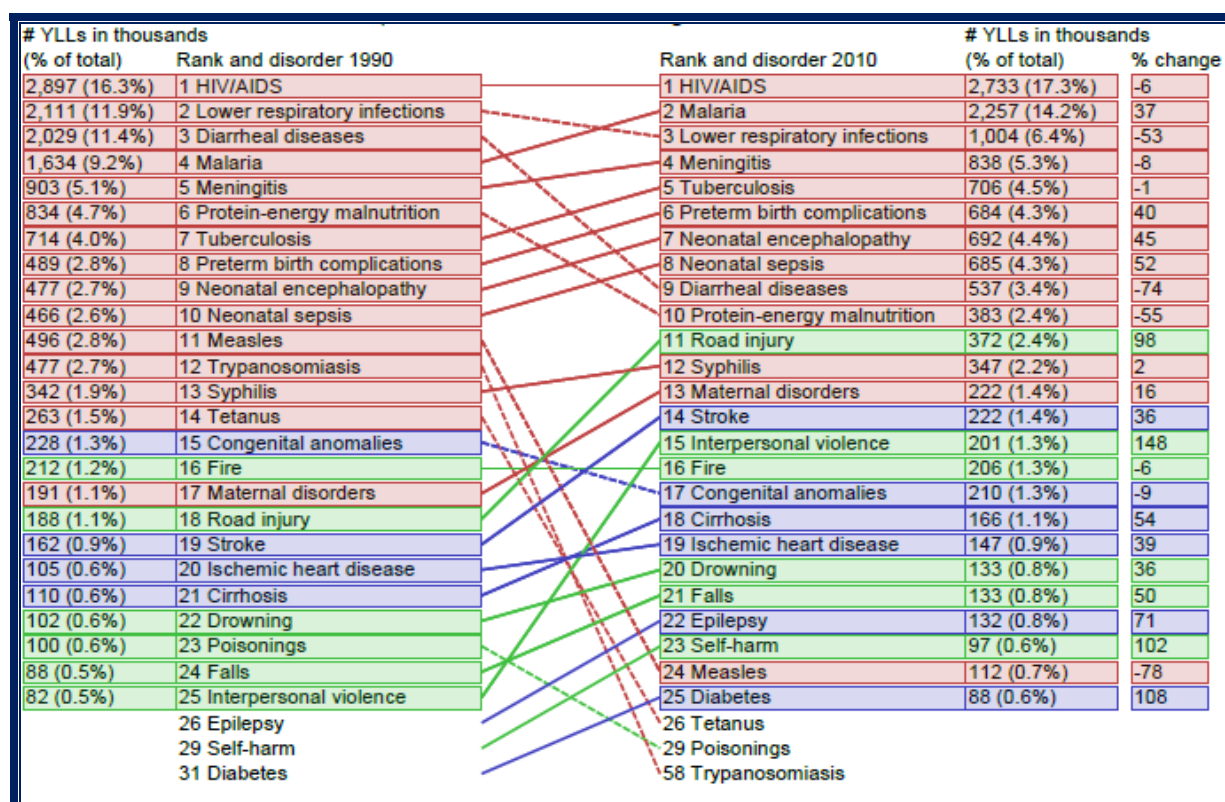 # YLLs in thousands # YLLs in thousands
(% of total) Rank and disorder 1990 Rank and disorder 2010 (% of total) % change
2,897 (16.3%) 1 HIV/AIDS 1 HIV/AIDS 2,733 (17.3%) -6
2,111 (11.9%) 2 Lower respiratory infections 2 Malaria 2,257 (14.2%) 37
2,029 (11.4%) 3 Diarrheal diseases 3 Lower respiratory infections 1,004 (6.4%) -53
1,634 (9.2%) 4 Malaria 4 Meningitis 838 (5.3%) -8
903 (5.1%) 5 Meningitis 5 Tuberculosis 706 (4.5%) -1
834 (4.7%) 6 Protein-energy malnutrition 6 Preterm birth complications 684 (4.3%) 40
714 (4.0%) 7 Tuberculosis 7 Neonatal encephalopathy 692 (4.4%) 45
489 (2.8%) 8 Preterm birth complications 8 Neonatal sepsis 685 (4.3%) 52
477 (2.7%) 9 Neonatal encephalopathy 9 Diarrheal diseases 537 (3.4%) -74
466 (2.6%) 10 Neonatal sepsis 10 Protein-energy malnutrition 383 (2.4%) -55
496 (2.8%) 11 Measles 11 Road injury 372 (2.4%) 98
477 (2.7%) 12 Trypanosomiasis 12 Syphilis 347 (2.2%) 2
342 (1.9%) 13 Syphilis 13 Maternal disorders 222 (1.4%) 16
263 (1.5%) 14 Tetanus 14 Stroke 222 (1.4%) 36
228 (1.3%) 15 Congenital anomalies 15 Interpersonal violence 201 (1.3%) 148
212 (1.2%) 16 Fire 16 Fire 206 (1.3%) -6
191 (1.1%) 17 Maternal disorders 17 Congenital anomalies 210 (1.3%) -9
188 (1.1%) 18 Road injury 18 Cirrhosis 166 (1.1%) 54
162 (0.9%) 19 Stroke 19 Ischemic heart disease 147 (0.9%) 39
105 (0.6%) 20 Ischemic heart disease 20 Drowning 133 (0.8%) 36
110 (0.6%) 21 Cirrhosis 21 Falls 133 (0.8%) 50
102 (0.6%) 22 Drowning 22 Epilepsy 132 (0.8%) 71
100 (0.6%) 23 Poisonings 23 Self-harm 97 (0.6%) 102
88 (0.5%) 24 Falls 24 Measles 112 (0.7%) -78
82 (0.5%) 25 Interpersonal violence 25 Diabetes 88 (0.6%) 108
26 Epilepsy 26 Tetanus
29 Self-harm 29 Poisonings
31 Diabetes 58 Trypanosomiasis